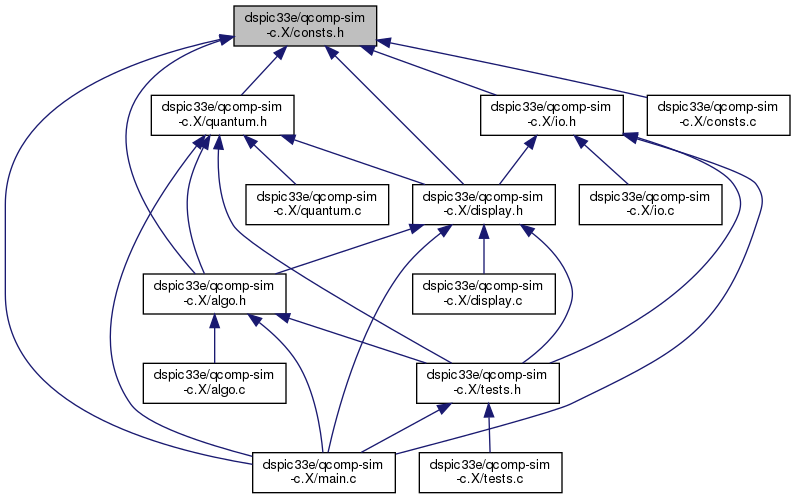 dspic33e/qcomp-sim
-c.X/consts.h
dspic33e/qcomp-sim
-c.X/quantum.h
dspic33e/qcomp-sim
-c.X/io.h
dspic33e/qcomp-sim
-c.X/consts.c
dspic33e/qcomp-sim
-c.X/quantum.c
dspic33e/qcomp-sim
-c.X/display.h
dspic33e/qcomp-sim
-c.X/io.c
dspic33e/qcomp-sim
-c.X/algo.h
dspic33e/qcomp-sim
-c.X/display.c
dspic33e/qcomp-sim
-c.X/algo.c
dspic33e/qcomp-sim
-c.X/tests.h
dspic33e/qcomp-sim
-c.X/main.c
dspic33e/qcomp-sim
-c.X/tests.c